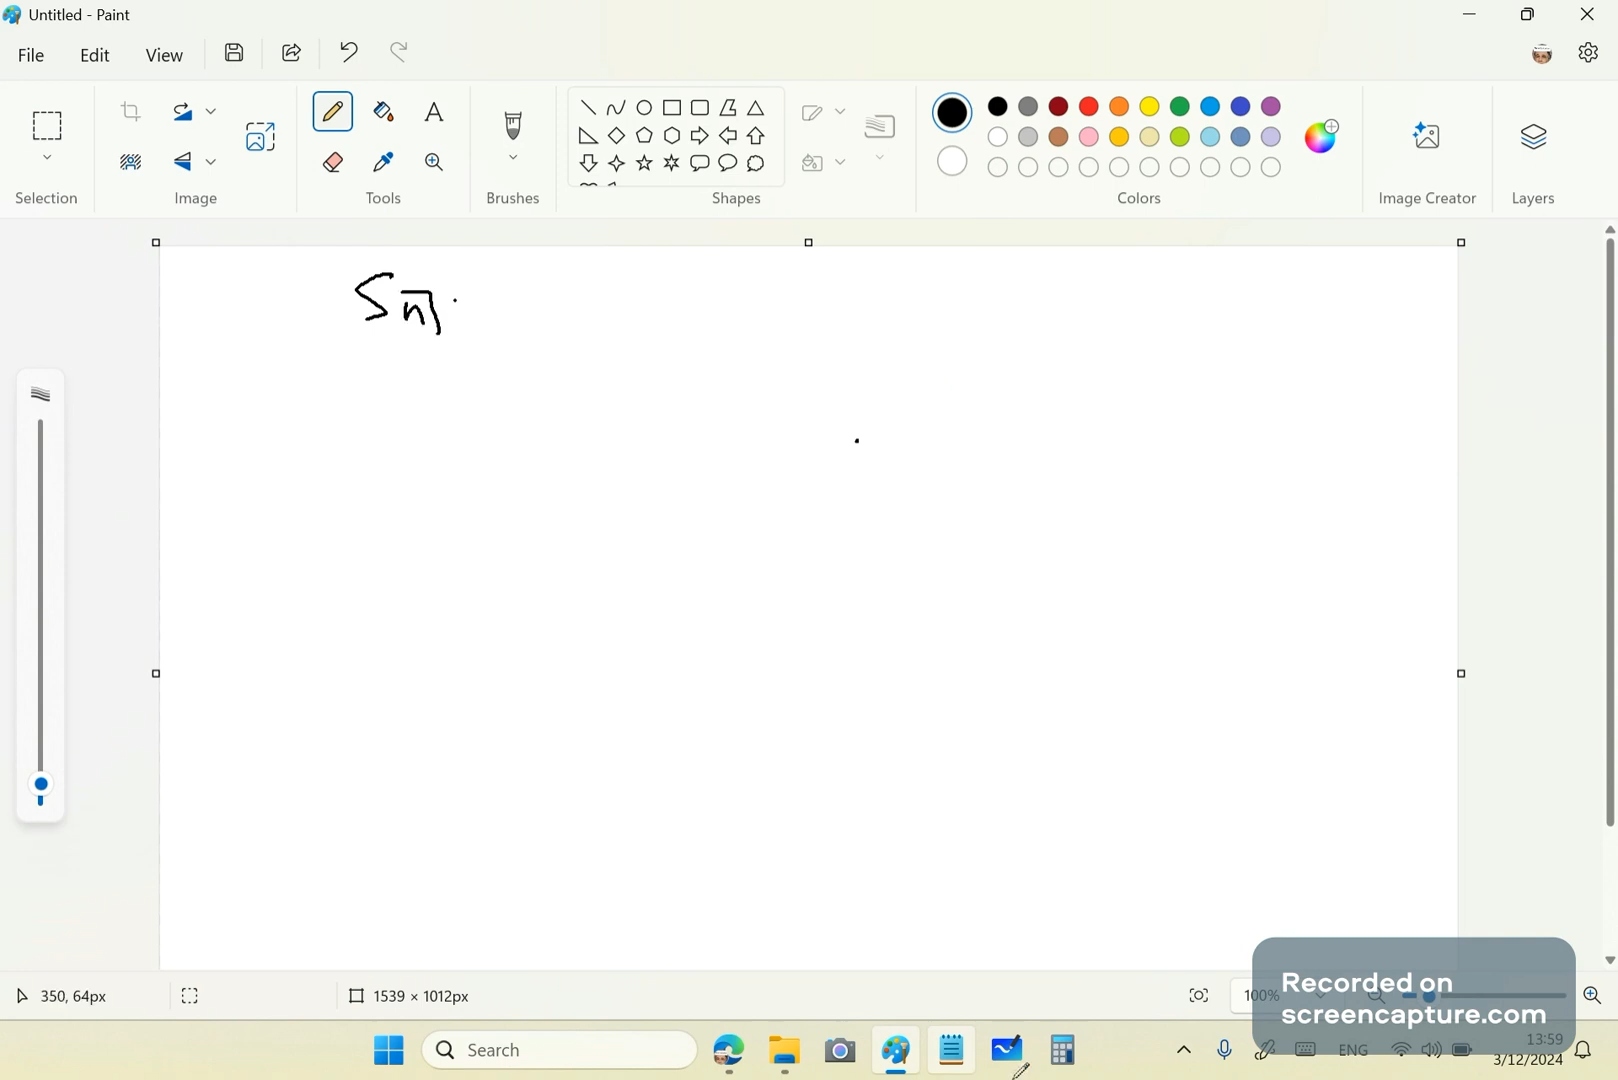 Untitled - Paint
File Edit View
Selection Image Tools Brushes Shapes Colors Image Creator Layers
350, 64px 1539 × 1012px 100%
Recorded on
screencapture.com
Search ENG 13:59
3/12/2024